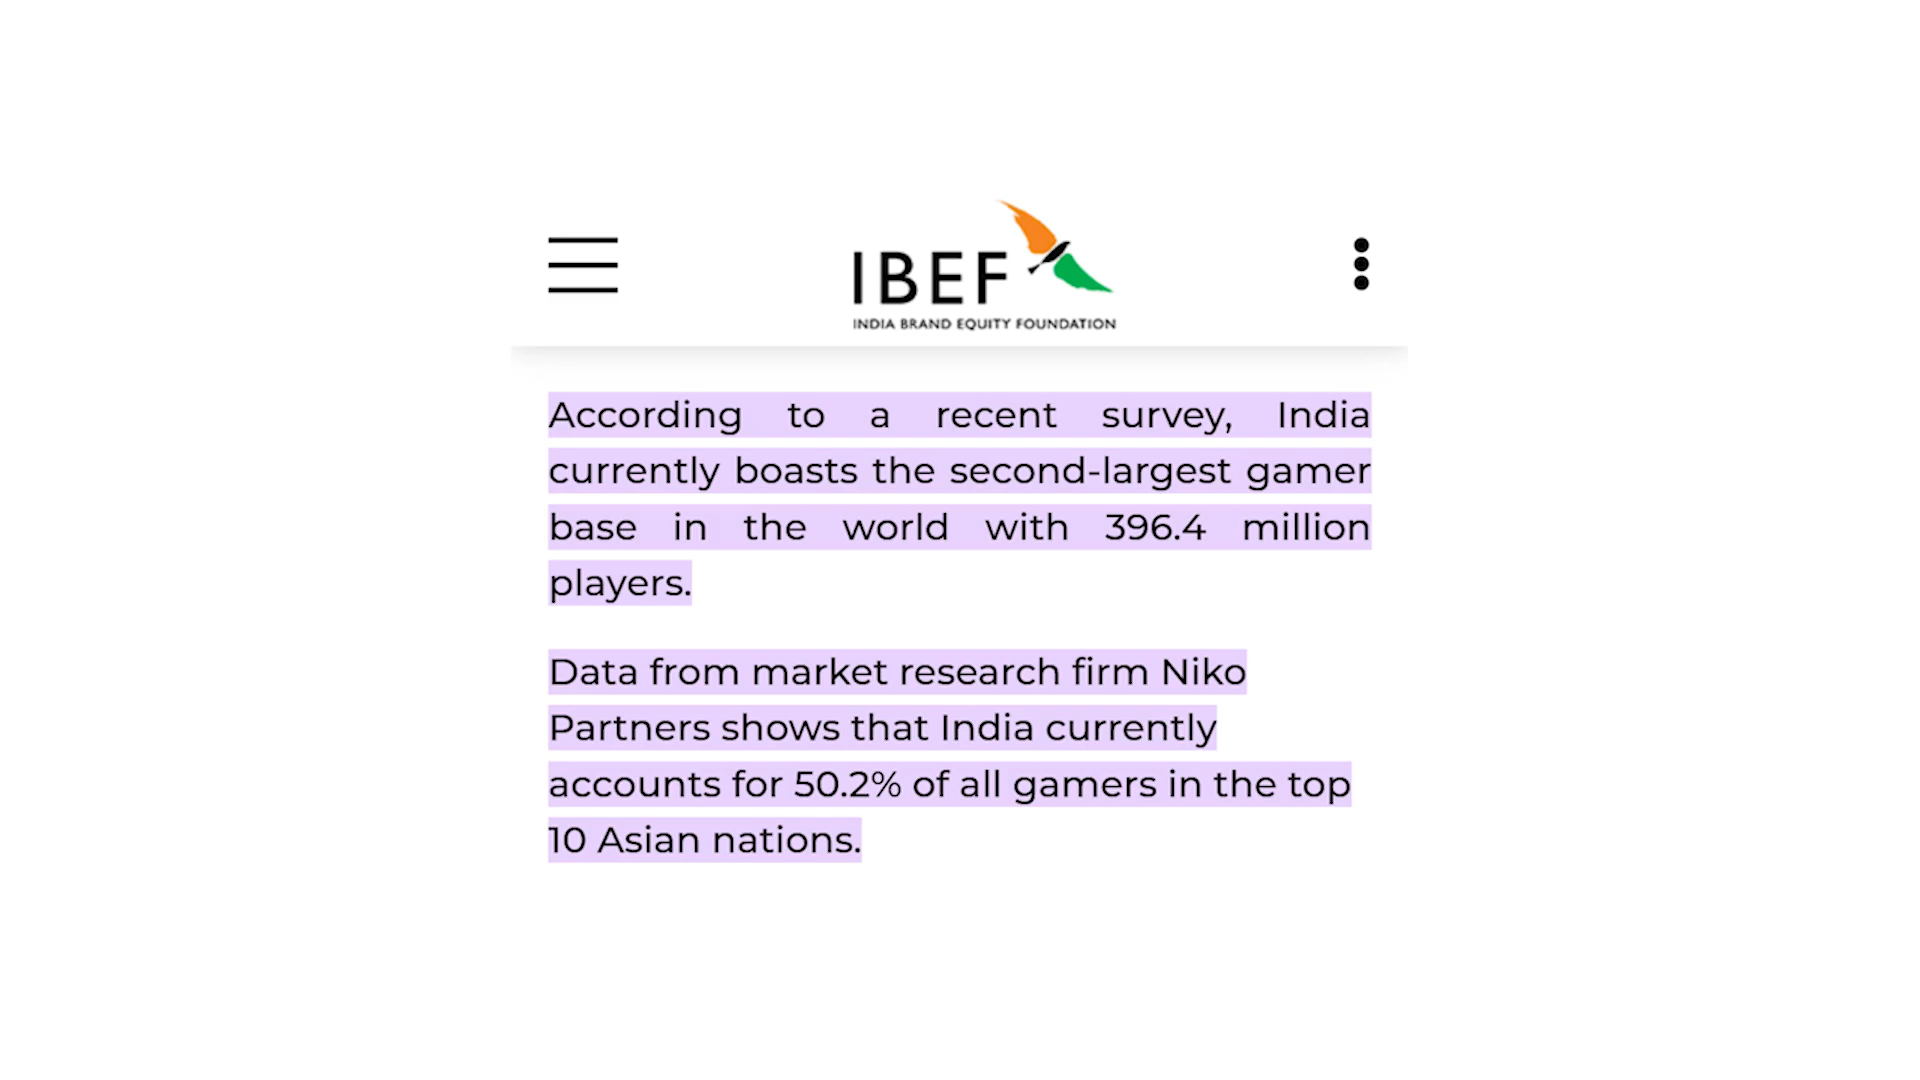 IBEF
INDIA BRAND EQUITY FOUNDATION
According to a recent survey, India
currently boasts the second-largest gamer
base in the world with 396.4 million
players.
Data from market research firm Niko
Partners shows that India currently
accounts for 50.2% of all gamers in the top
10 Asian nations.